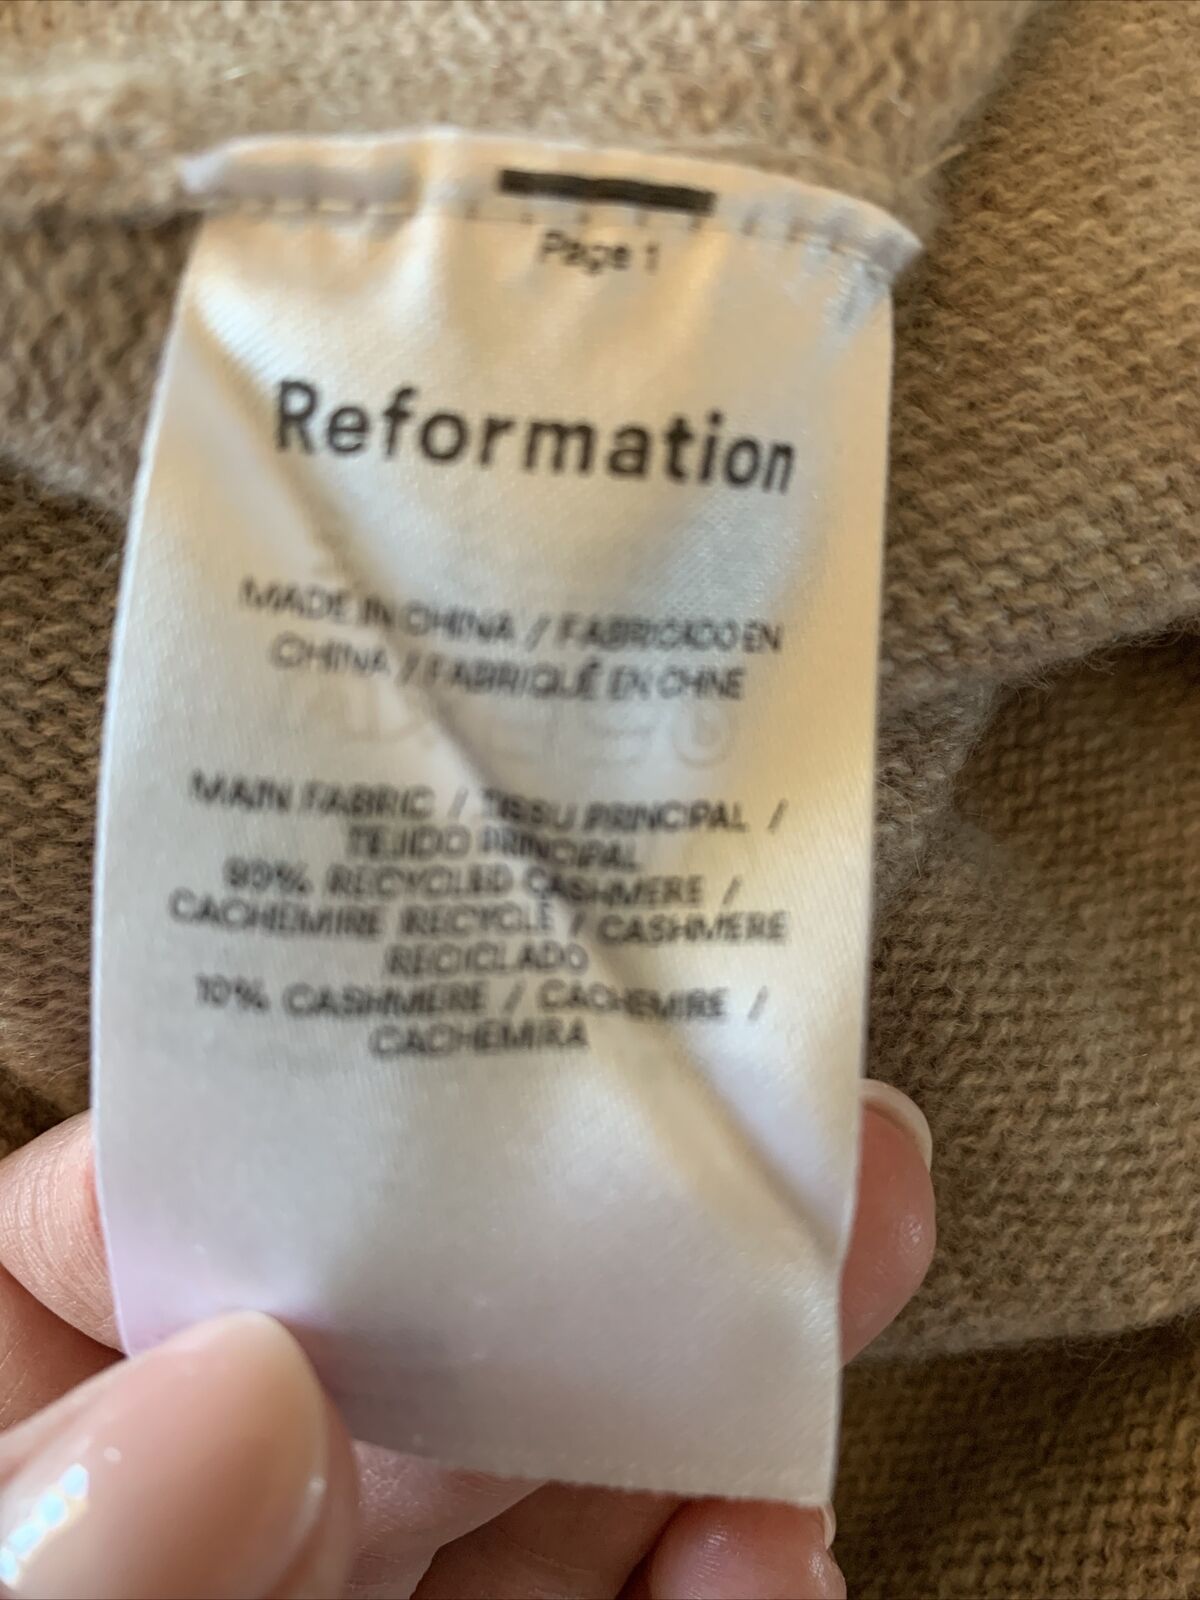 Page 1
Reformation
MADE IN CHINA / FABRICADO EN
CHINA / FABRIQUÉ EN CHINE
MAIN FABRIC / TISSU PRINCIPAL /
TEJIDO PRINCIPAL
90% RECYCLED CASHMERE /
CACHEMIRE RECYCLÉ / CASHMERE
RECICLADO
10% CASHMERE / CACHEMIRE /
CACHEMIRA